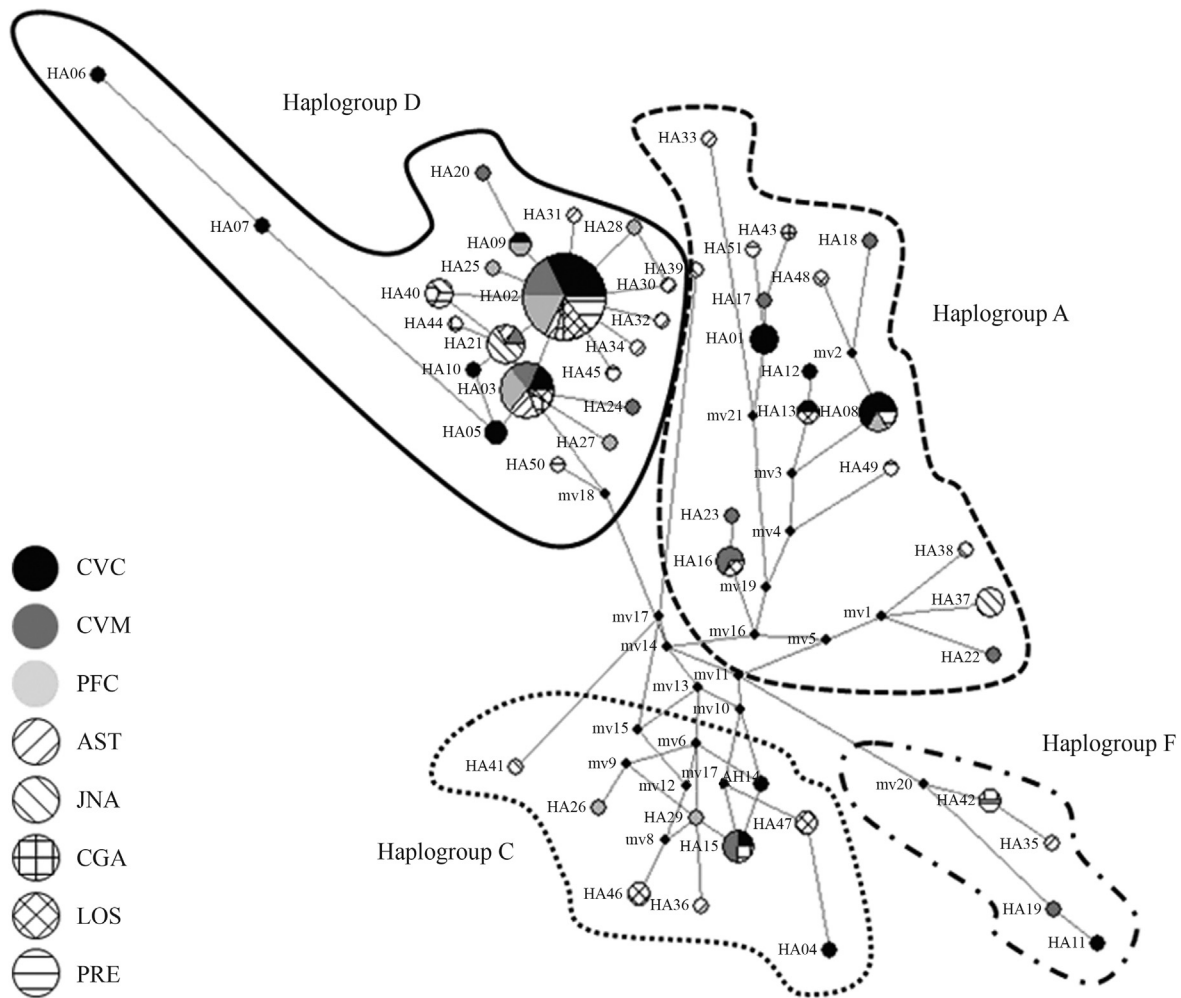 HA06
Haplogroup D
HA33
HA20
HA31
HA28
HA43
HA07
HA51
HA18
HA09
HA25
HA39
HA48
HA40
HA02
HA30
HA17
Haplogroup A
HA44
HA32
HA21
HA34
HA01
mv2
HA10
HA45
HA12
HA03
HA24
mv21
HA13
HA08
HA05
HA27
HA50
mv3
HA49
mv18
HA23
mv4
HA38
CVC
HA16
mv19
HA37
CVM
mv17
mv1
mv16
mv5
mv14
HA22
PFC
mv11
mv13
mv10
AST
mv15
mv6
Haplogroup F
HA41
mv9
mv17
AH14
mv20
JNA
mv12
HA42
HA26
HA29
HA47
HA35
Haplogroup C
mv8
HA15
CGA
HA46
HA36
HA19
LOS
HA04
HA11
PRE